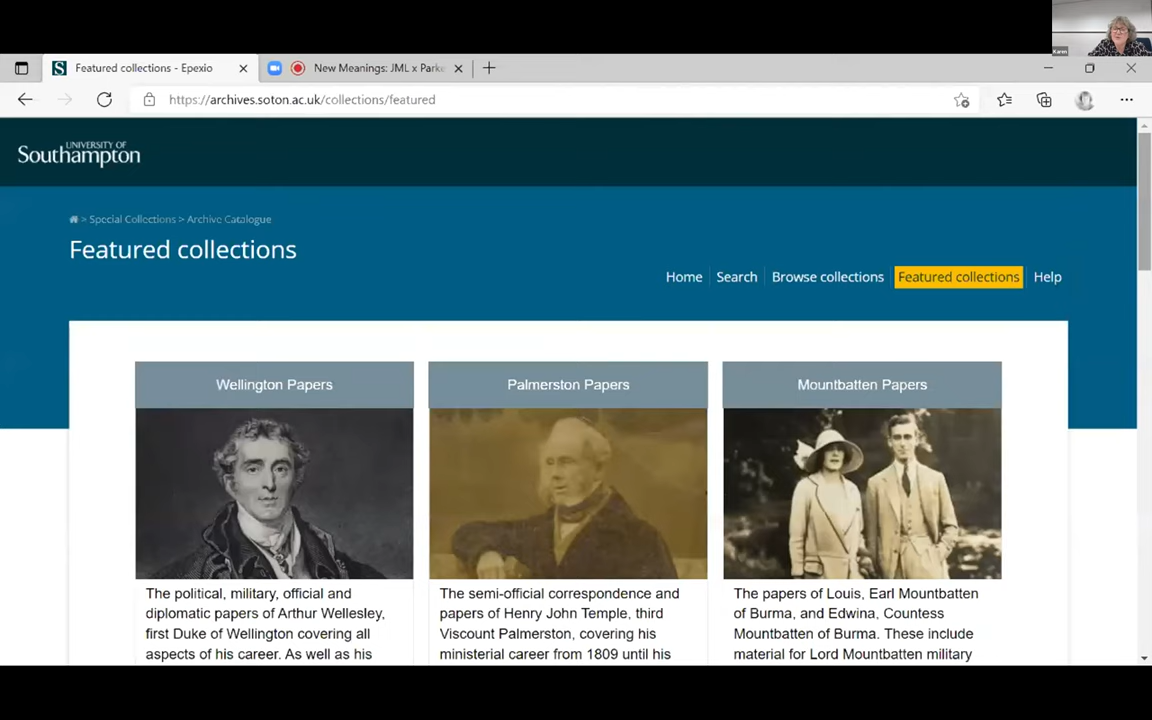 Karen
Featured collections - Epexio
New Meanings: JML x Parke
https://archives.soton.ac.uk/collections/featured
UNIVERSITY OF
Southampton
> Special Collections > Archive Catalogue
Featured collections
Home Search Browse collections Featured collections Help
Wellington Papers
Palmerston Papers
Mountbatten Papers
The political, military, official and
diplomatic papers of Arthur Wellesley,
first Duke of Wellington covering all
aspects of his career. As well as his
The semi-official correspondence and
papers of Henry John Temple, third
Viscount Palmerston, covering his
ministerial career from 1809 until his
The papers of Louis, Earl Mountbatten
of Burma, and Edwina, Countess
Mountbatten of Burma. These include
material for Lord Mountbatten military